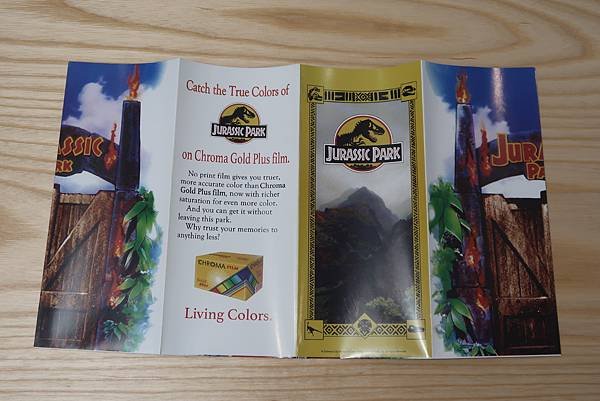 JURASSIC
PARK
Catch the True Colors of
JURASSIC PARK
on Chroma Gold Plus film.
No print film gives you truer,
more accurate color than Chroma
Gold Plus film, now with richer
saturation for even more color.
And you can get it without
leaving this park.
Why trust your memories to
anything less?
CHROMA FILM
Living Colors.
JURASSIC PARK
JURAS
PARK